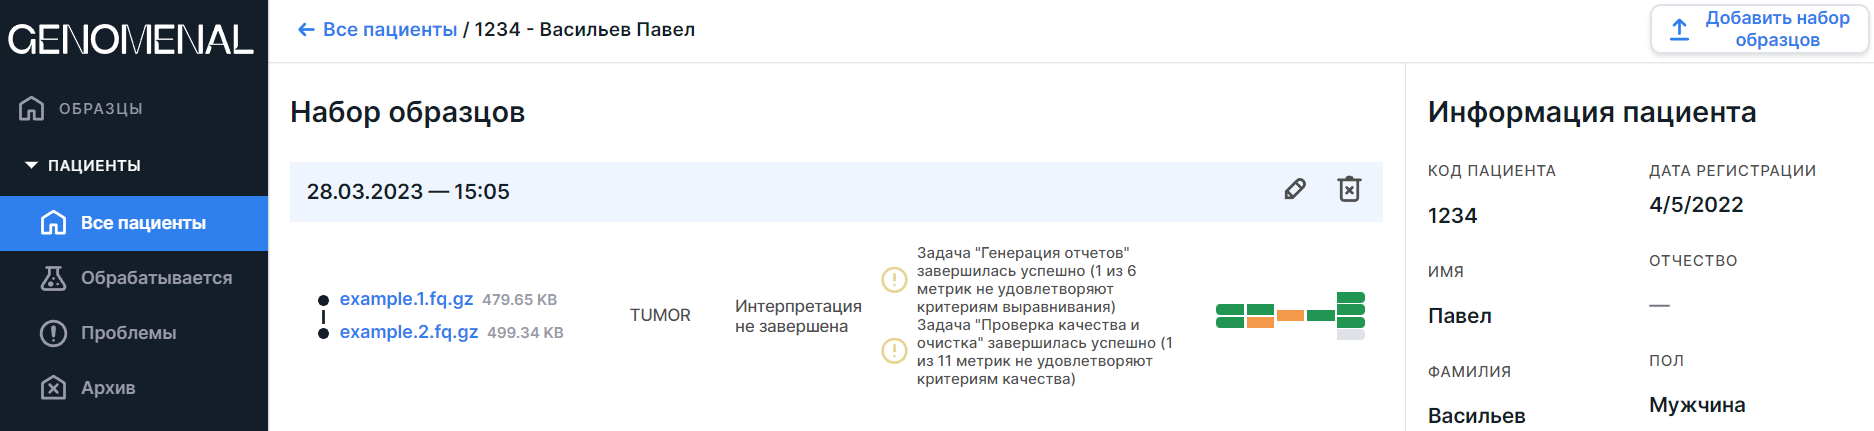 GENOMENAL
ОБРАЗЦЫ
ПАЦИЕНТЫ
Все пациенты
Обрабатывается
Проблемы
Архив
← Все пациенты / 1234 - Васильев Павел
Добавить набор
образцов
Набор образцов
28.03.2023 — 15:05
example.1.fq.gz 479.65 KB
example.2.fq.gz 499.34 KB
TUMOR
Интерпретация
не завершена
Задача "Генерация отчетов"
завершилась успешно (1 из 6
метрик не удовлетворяют
критериям выравнивания)
Задача "Проверка качества и
очистка" завершилась успешно (1
из 11 метрик не удовлетворяют
критериям качества)
Информация пациента
КОД ПАЦИЕНТА
1234
ДАТА РЕГИСТРАЦИИ
4/5/2022
ИМЯ
Павел
ОТЧЕСТВО
—
ФАМИЛИЯ
Васильев
ПОЛ
Мужчина